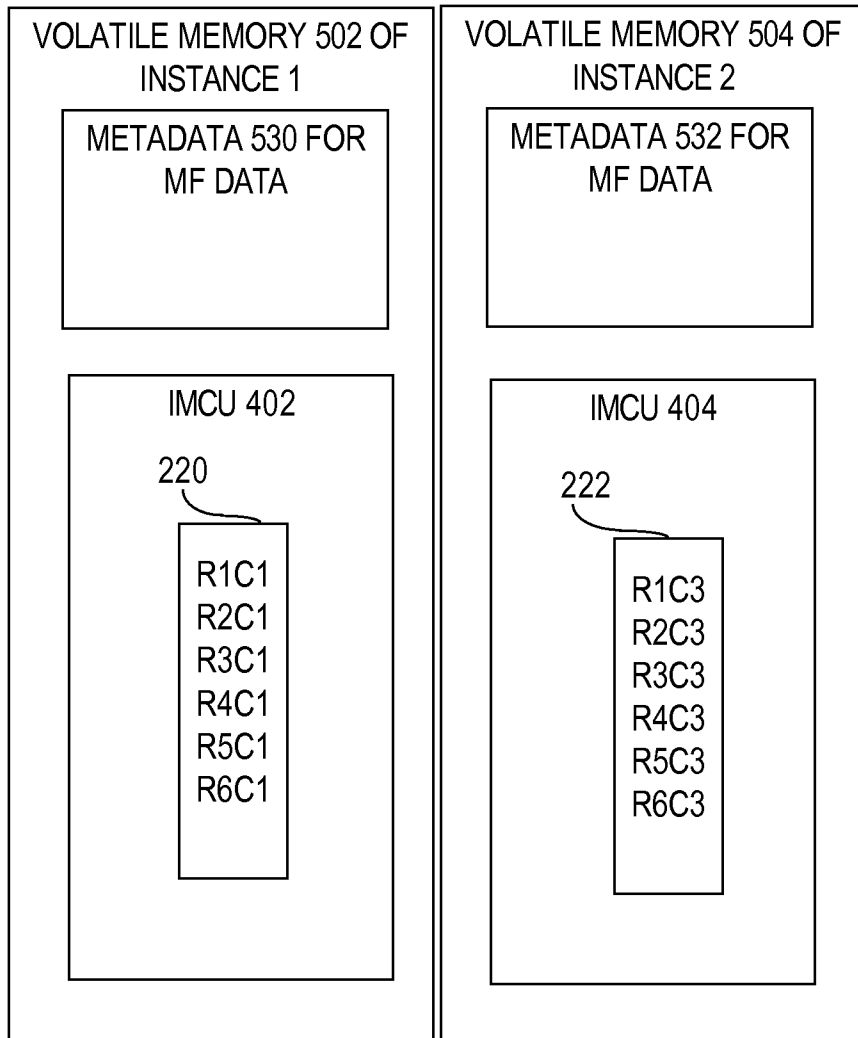 VOLATILE MEMORY 502 OF
INSTANCE 1
METADATA 530 FOR
MF DATA
IMCU 402
220
R1C1
R2C1
R3C1
R4C1
R5C1
R6C1
VOLATILE MEMORY 504 OF
INSTANCE 2
METADATA 532 FOR
MF DATA
IMCU 404
222
R1C3
R2C3
R3C3
R4C3
R5C3
R6C3